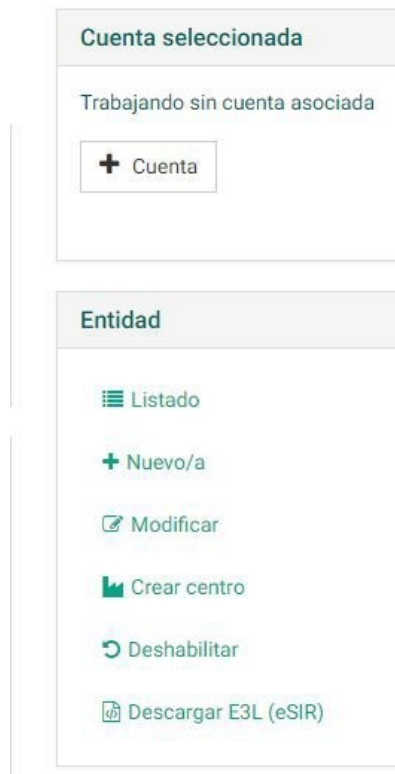 Cuenta seleccionada
Trabajando sin cuenta asociada
+ Cuenta
Entidad
Listado
+ Nuevo/a
Modificar
Crear centro
Deshabilitar
Descargar E3L (eSIR)